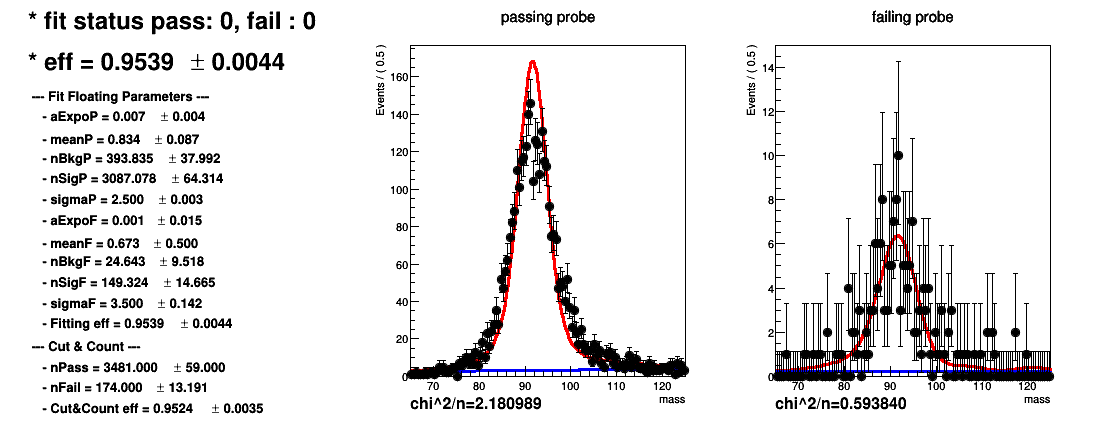 * fit status pass: 0, fail : 0
* eff = 0.9539 ± 0.0044
--- Fit Floating Parameters ---
- aExpoP = 0.007 ± 0.004
- meanP = 0.834 ± 0.087
- nBkgP = 393.835 ± 37.992
- nSigP = 3087.078 ± 64.314
- sigmaP = 2.500 ± 0.003
- aExpoF = 0.001 ± 0.015
- meanF = 0.673 ± 0.500
- nBkgF = 24.643 ± 9.518
- nSigF = 149.324 ± 14.665
- sigmaF = 3.500 ± 0.142
- Fitting eff = 0.9539 ± 0.0044
--- Cut & Count ---
- nPass = 3481.000 ± 59.000
- nFail = 174.000 ± 13.191
- Cut&Count eff = 0.9524 ± 0.0035
passing probe
Events / ( 0.5 )
160
140
120
100
80
60
40
20
0
70 80 90 100 110 120
mass
chi^2/n=2.180989
failing probe
Events / ( 0.5 )
14
12
10
8
6
4
2
0
70 80 90 100 110 120
mass
chi^2/n=0.593840